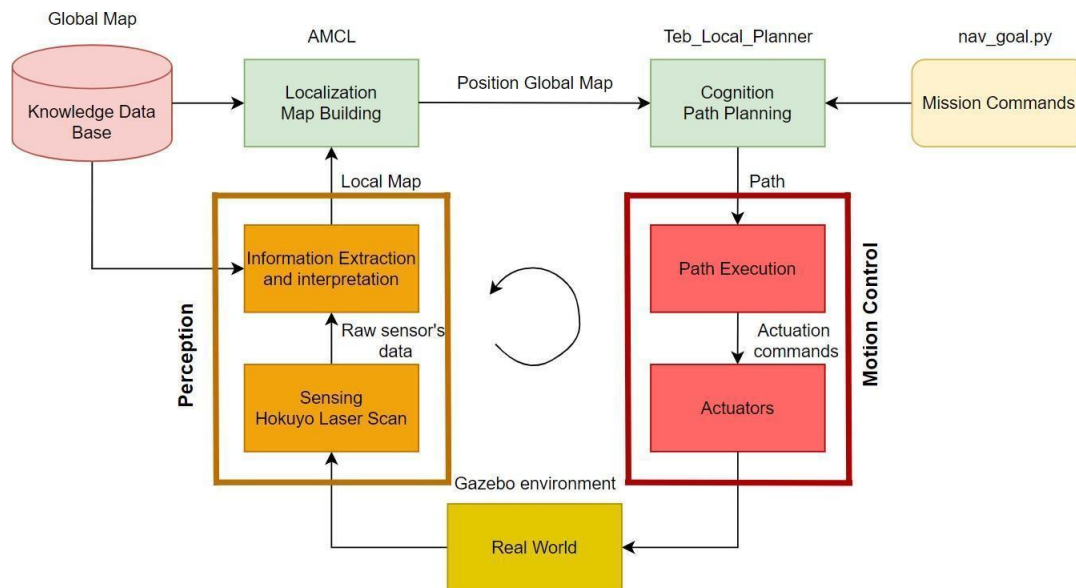 Global Map
AMCL
Teb_Local_Planner
nav_goal.py
Knowledge Data
Base
Localization
Map Building
Position Global Map
Cognition
Path Planning
Mission Commands
Local Map
Path
Information Extraction
and interpretation
Path Execution
Perception
Raw sensor's
data
Actuation
commands
Motion Control
Sensing
Hokuyo Laser Scan
Actuators
Gazebo environment
Real World